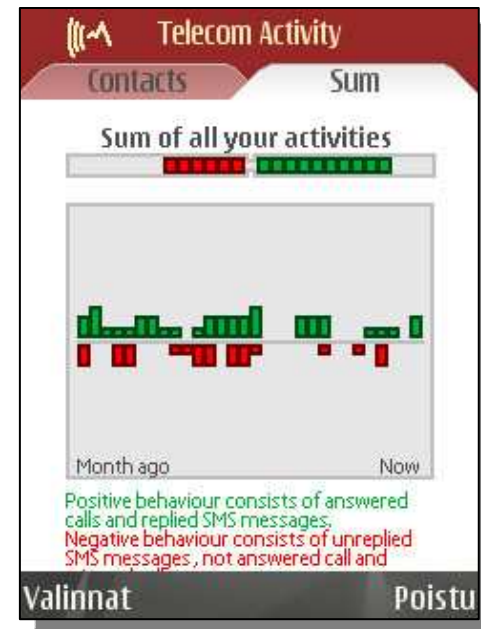 Telecom Activity
Contacts Sum
Sum of all your activities
Month ago Now
Positive behaviour consists of answered
calls and replied SMS messages.
Negative behaviour consists of unreplied
SMS messages , not answered call and
Valinnat Poistu